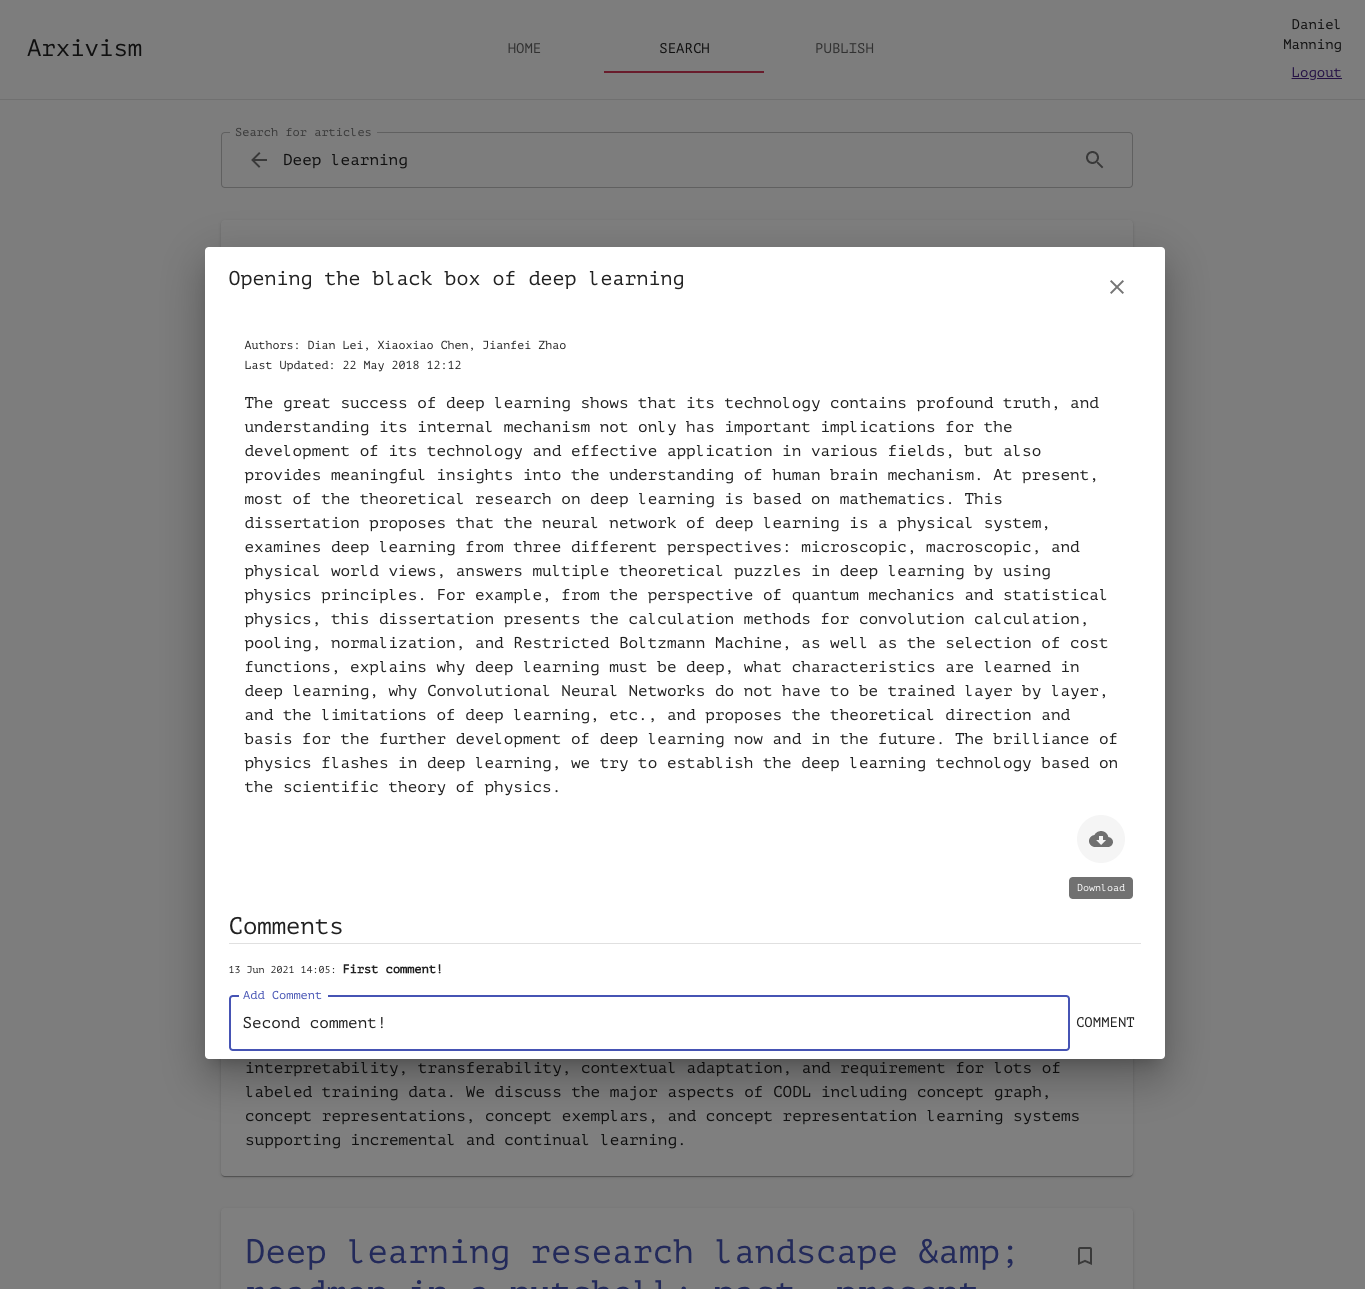 Arxivism
HOME
SEARCH
PUBLISH
Daniel
Manning
Logout
Search for articles
Deep learning
Opening the black box of deep learning
Authors: Dian Lei, Xiaoxiao Chen, Jianfei Zhao
Last Updated: 22 May 2018 12:12
The great success of deep learning shows that its technology contains profound truth, and
understanding its internal mechanism not only has important implications for the
development of its technology and effective application in various fields, but also
provides meaningful insights into the understanding of human brain mechanism. At present,
most of the theoretical research on deep learning is based on mathematics. This
dissertation proposes that the neural network of deep learning is a physical system,
examines deep learning from three different perspectives: microscopic, macroscopic, and
physical world views, answers multiple theoretical puzzles in deep learning by using
physics principles. For example, from the perspective of quantum mechanics and statistical
physics, this dissertation presents the calculation methods for convolution calculation,
pooling, normalization, and Restricted Boltzmann Machine, as well as the selection of cost
functions, explains why deep learning must be deep, what characteristics are learned in
deep learning, why Convolutional Neural Networks do not have to be trained layer by layer,
and the limitations of deep learning, etc., and proposes the theoretical direction and
basis for the further development of deep learning now and in the future. The brilliance of
physics flashes in deep learning, we try to establish the deep learning technology based on
the scientific theory of physics.
Download
Comments
13 Jun 2021 14:05: First comment!
Add Comment
Second comment!
COMMENT
interpretability, transferability, contextual adaptation, and requirement for lots of
labeled training data. We discuss the major aspects of CODL including concept graph,
concept representations, concept exemplars, and concept representation learning systems
supporting incremental and continual learning.
Deep learning research landscape &amp;
roadmap in a nutshell: past, present